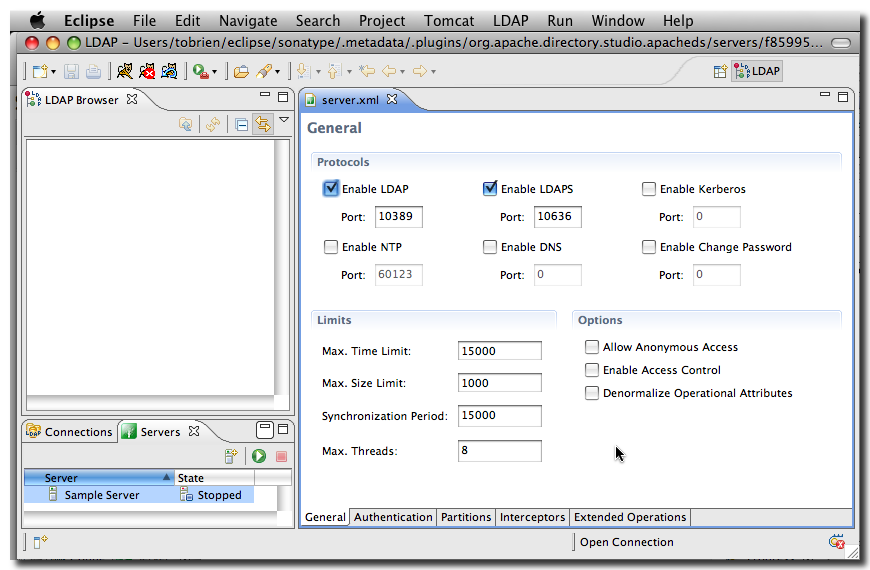 Eclipse File Edit Navigate Search Project Tomcat LDAP Run Window Help
LDAP – Users/tobrien/eclipse/sonatype/.metadata/.plugins/org.apache.directory.studio.apacheds/servers/f85995...
LDAP
LDAP Browser
server.xml
General
Protocols
Enable LDAP Enable LDAPS Enable Kerberos
Port: 10389 Port: 10636 Port: 0
Enable NTP Enable DNS Enable Change Password
Port: 60123 Port: 0 Port: 0
Limits Options
Max. Time Limit: 15000 Allow Anonymous Access
Max. Size Limit: 1000 Enable Access Control
Denormalize Operational Attributes
Synchronization Period: 15000
Max. Threads: 8
Connections Servers
Server State
Sample Server Stopped
General Authentication Partitions Interceptors Extended Operations
Open Connection